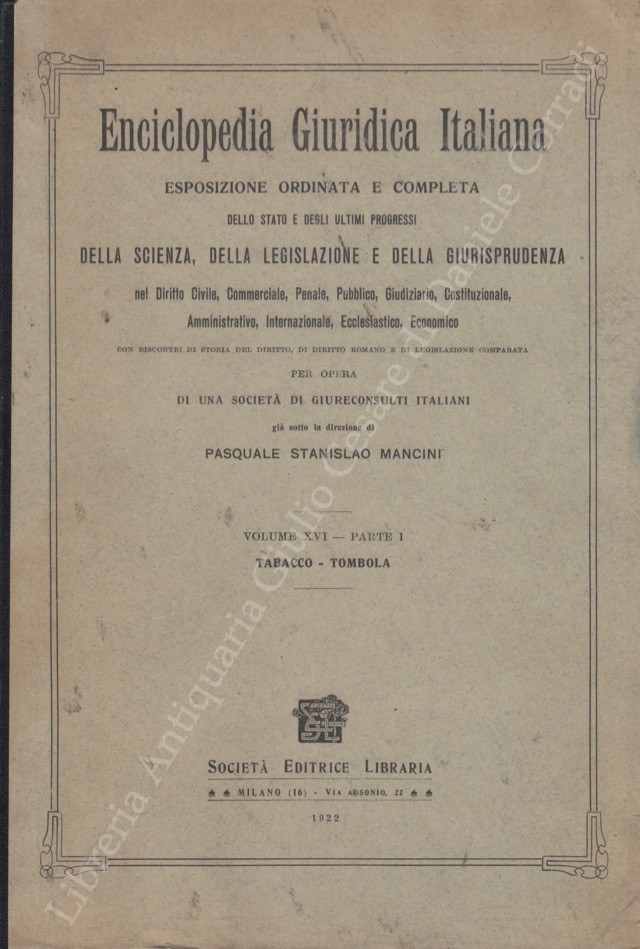 Enciclopedia Giuridica Italiana
ESPOSIZIONE ORDINATA E COMPLETA
DELLO STATO E DEGLI ULTIMI PROGRESSI
DELLA SCIENZA, DELLA LEGISLAZIONE E DELLA GIURISPRUDENZA
nel Diritto Civile, Commerciale, Penale, Pubblico, Giudiziario, Costituzionale,
Amministrativo, Internazionale, Ecclesiastico, Economico
CON RISCONTRI DI STORIA DEL DIRITTO, DI DIRITTO ROMANO E DI LEGISLAZIONE COMPARATA
PER OPERA
DI UNA SOCIETÀ DI GIURECONSULTI ITALIANI
già sotto la direzione di
PASQUALE STANISLAO MANCINI
VOLUME XVI — PARTE I
TABACCO - TOMBOLA
SOCIETÀ EDITRICE LIBRARIA
MILANO (16) - VIA AUSONIO, 22
1922
Libreria Antiquaria Giulio Cesare di Daniele Corradi